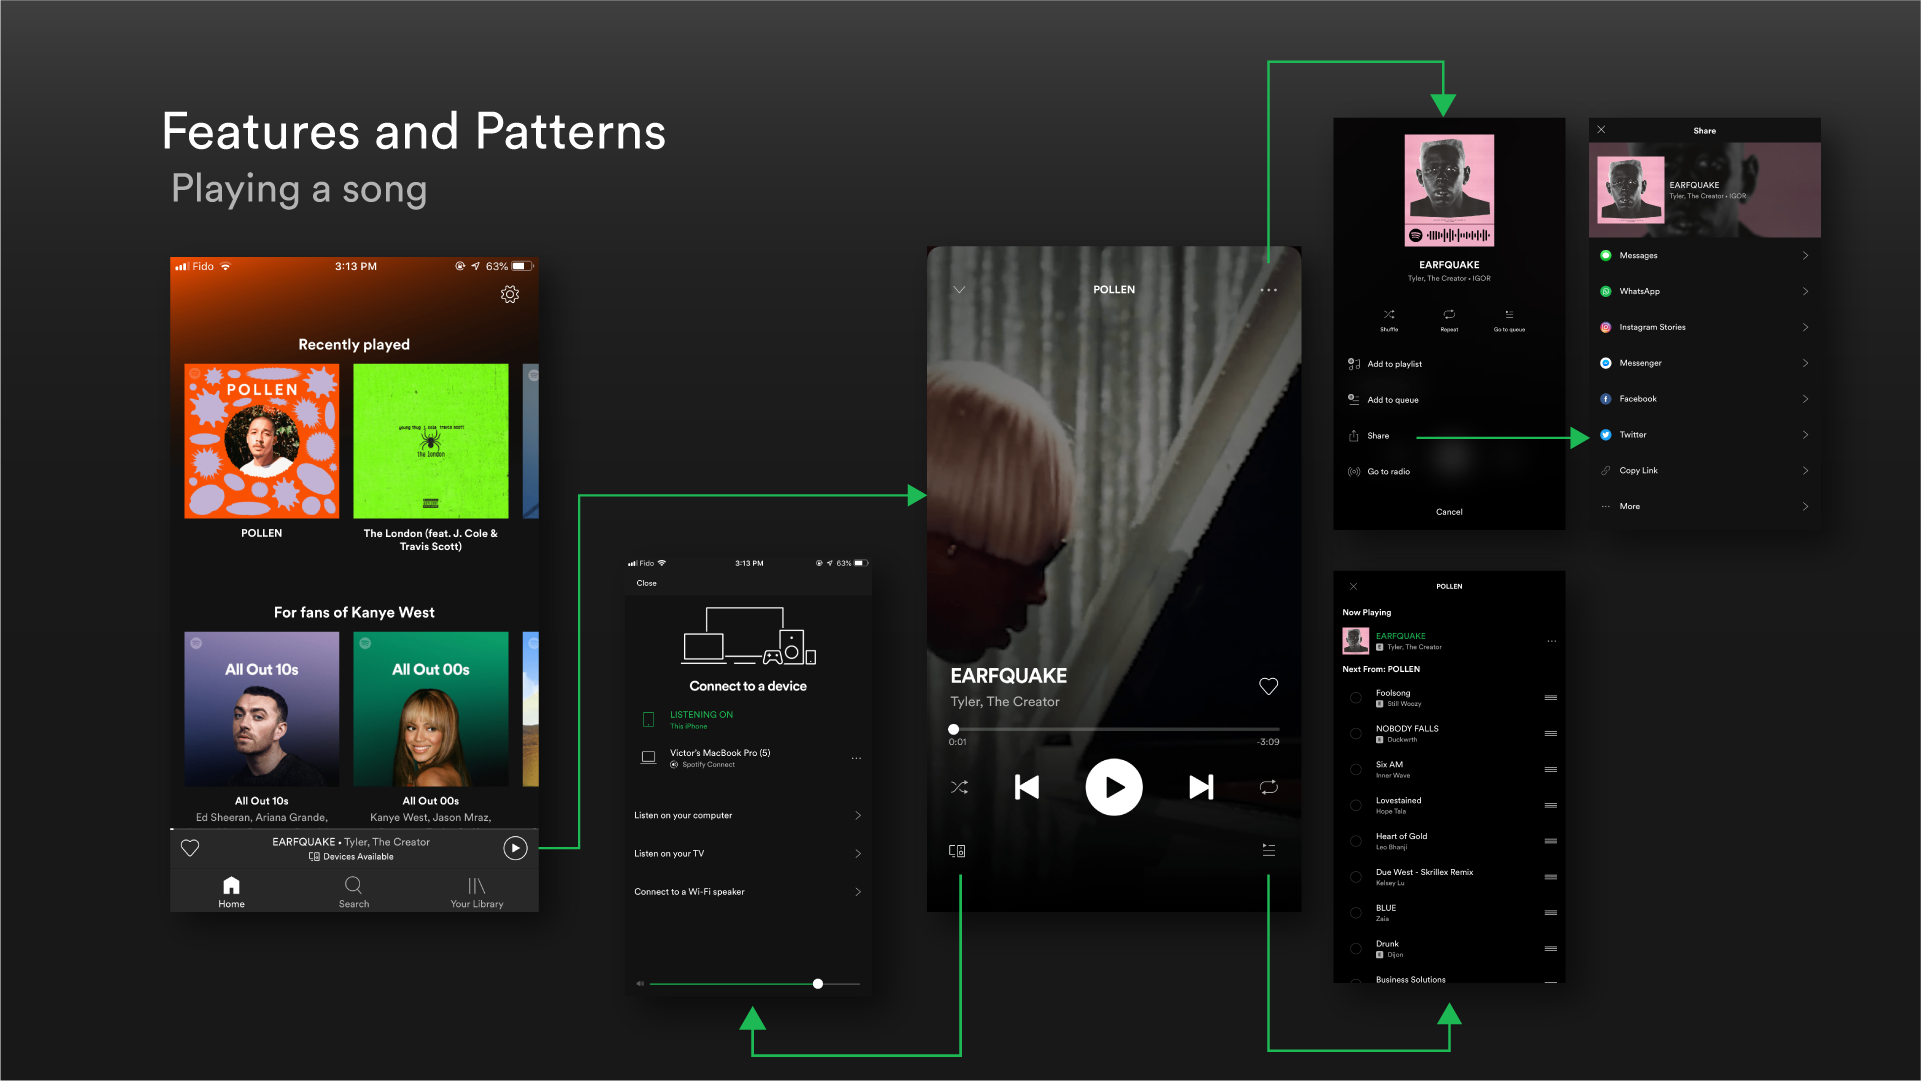 Features and Patterns
Playing a song
Fido
3:13 PM
63%
Recently played
POLLEN
young thug j. cole travis scott
the london
POLLEN
The London (feat. J. Cole &
Travis Scott)
For fans of Kanye West
All Out 10s
All Out 00s
All Out 10s
Ed Sheeran, Ariana Grande,
All Out 00s
Kanye West, Jason Mraz,
EARFQUAKE • Tyler, The Creator
Devices Available
Home
Search
Your Library
Fido
3:13 PM
63%
Close
Connect to a device
LISTENING ON
This iPhone
Victor's MacBook Pro (5)
Spotify Connect
Listen on your computer
Listen on your TV
Connect to a Wi-Fi speaker
POLLEN
EARFQUAKE
Tyler, The Creator
0:01
-3:09
EARFQUAKE
Tyler, The Creator • IGOR
Shuffle
Repeat
Go to queue
Add to playlist
Add to queue
Share
Go to radio
Cancel
Share
EARFQUAKE
Tyler, The Creator • IGOR
Messages
WhatsApp
Instagram Stories
Messenger
Facebook
Twitter
Copy Link
More
POLLEN
Now Playing
EARFQUAKE
E Tyler, The Creator
Next From: POLLEN
Foolsong
E Still Woozy
NOBODY FALLS
E Duckwrth
Six AM
Inner Wave
Lovestained
Hope Tala
Heart of Gold
Leo Bhanji
Due West - Skrillex Remix
Kelsey Lu
BLUE
Zaia
Drunk
E Dijon
Business Solutions